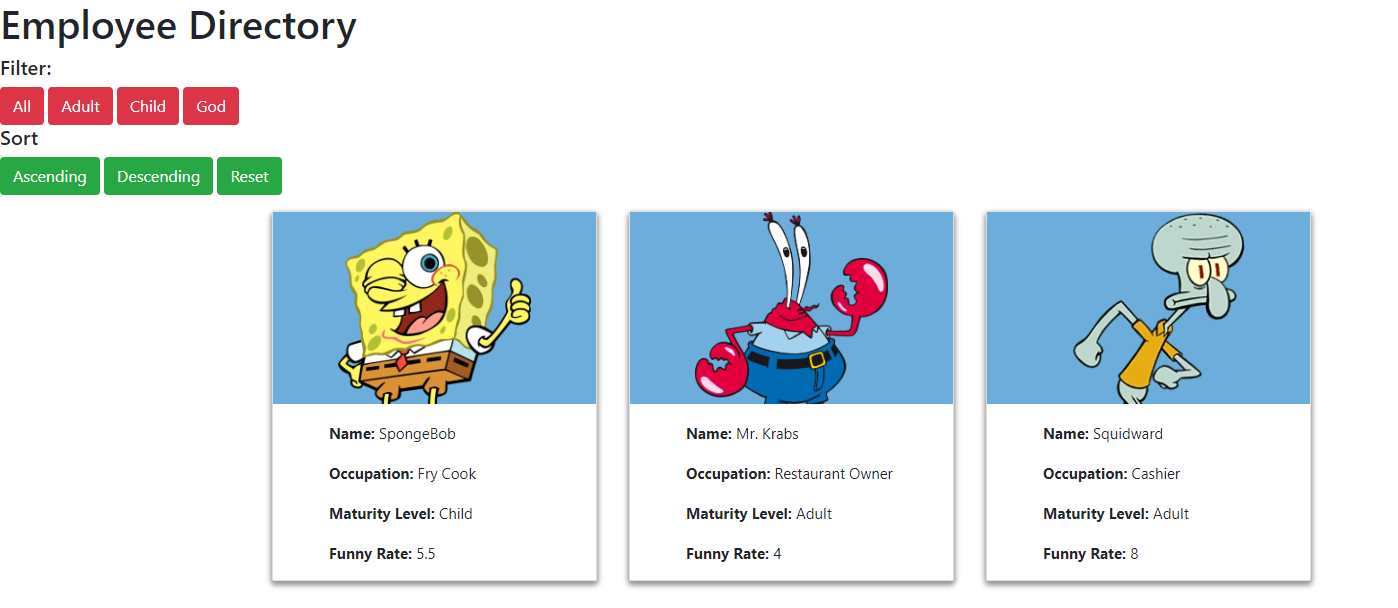 Employee Directory
Filter:
All Adult Child God
Sort
Ascending Descending Reset
Name: SpongeBob
Occupation: Fry Cook
Maturity Level: Child
Funny Rate: 5.5
Name: Mr. Krabs
Occupation: Restaurant Owner
Maturity Level: Adult
Funny Rate: 4
Name: Squidward
Occupation: Cashier
Maturity Level: Adult
Funny Rate: 8